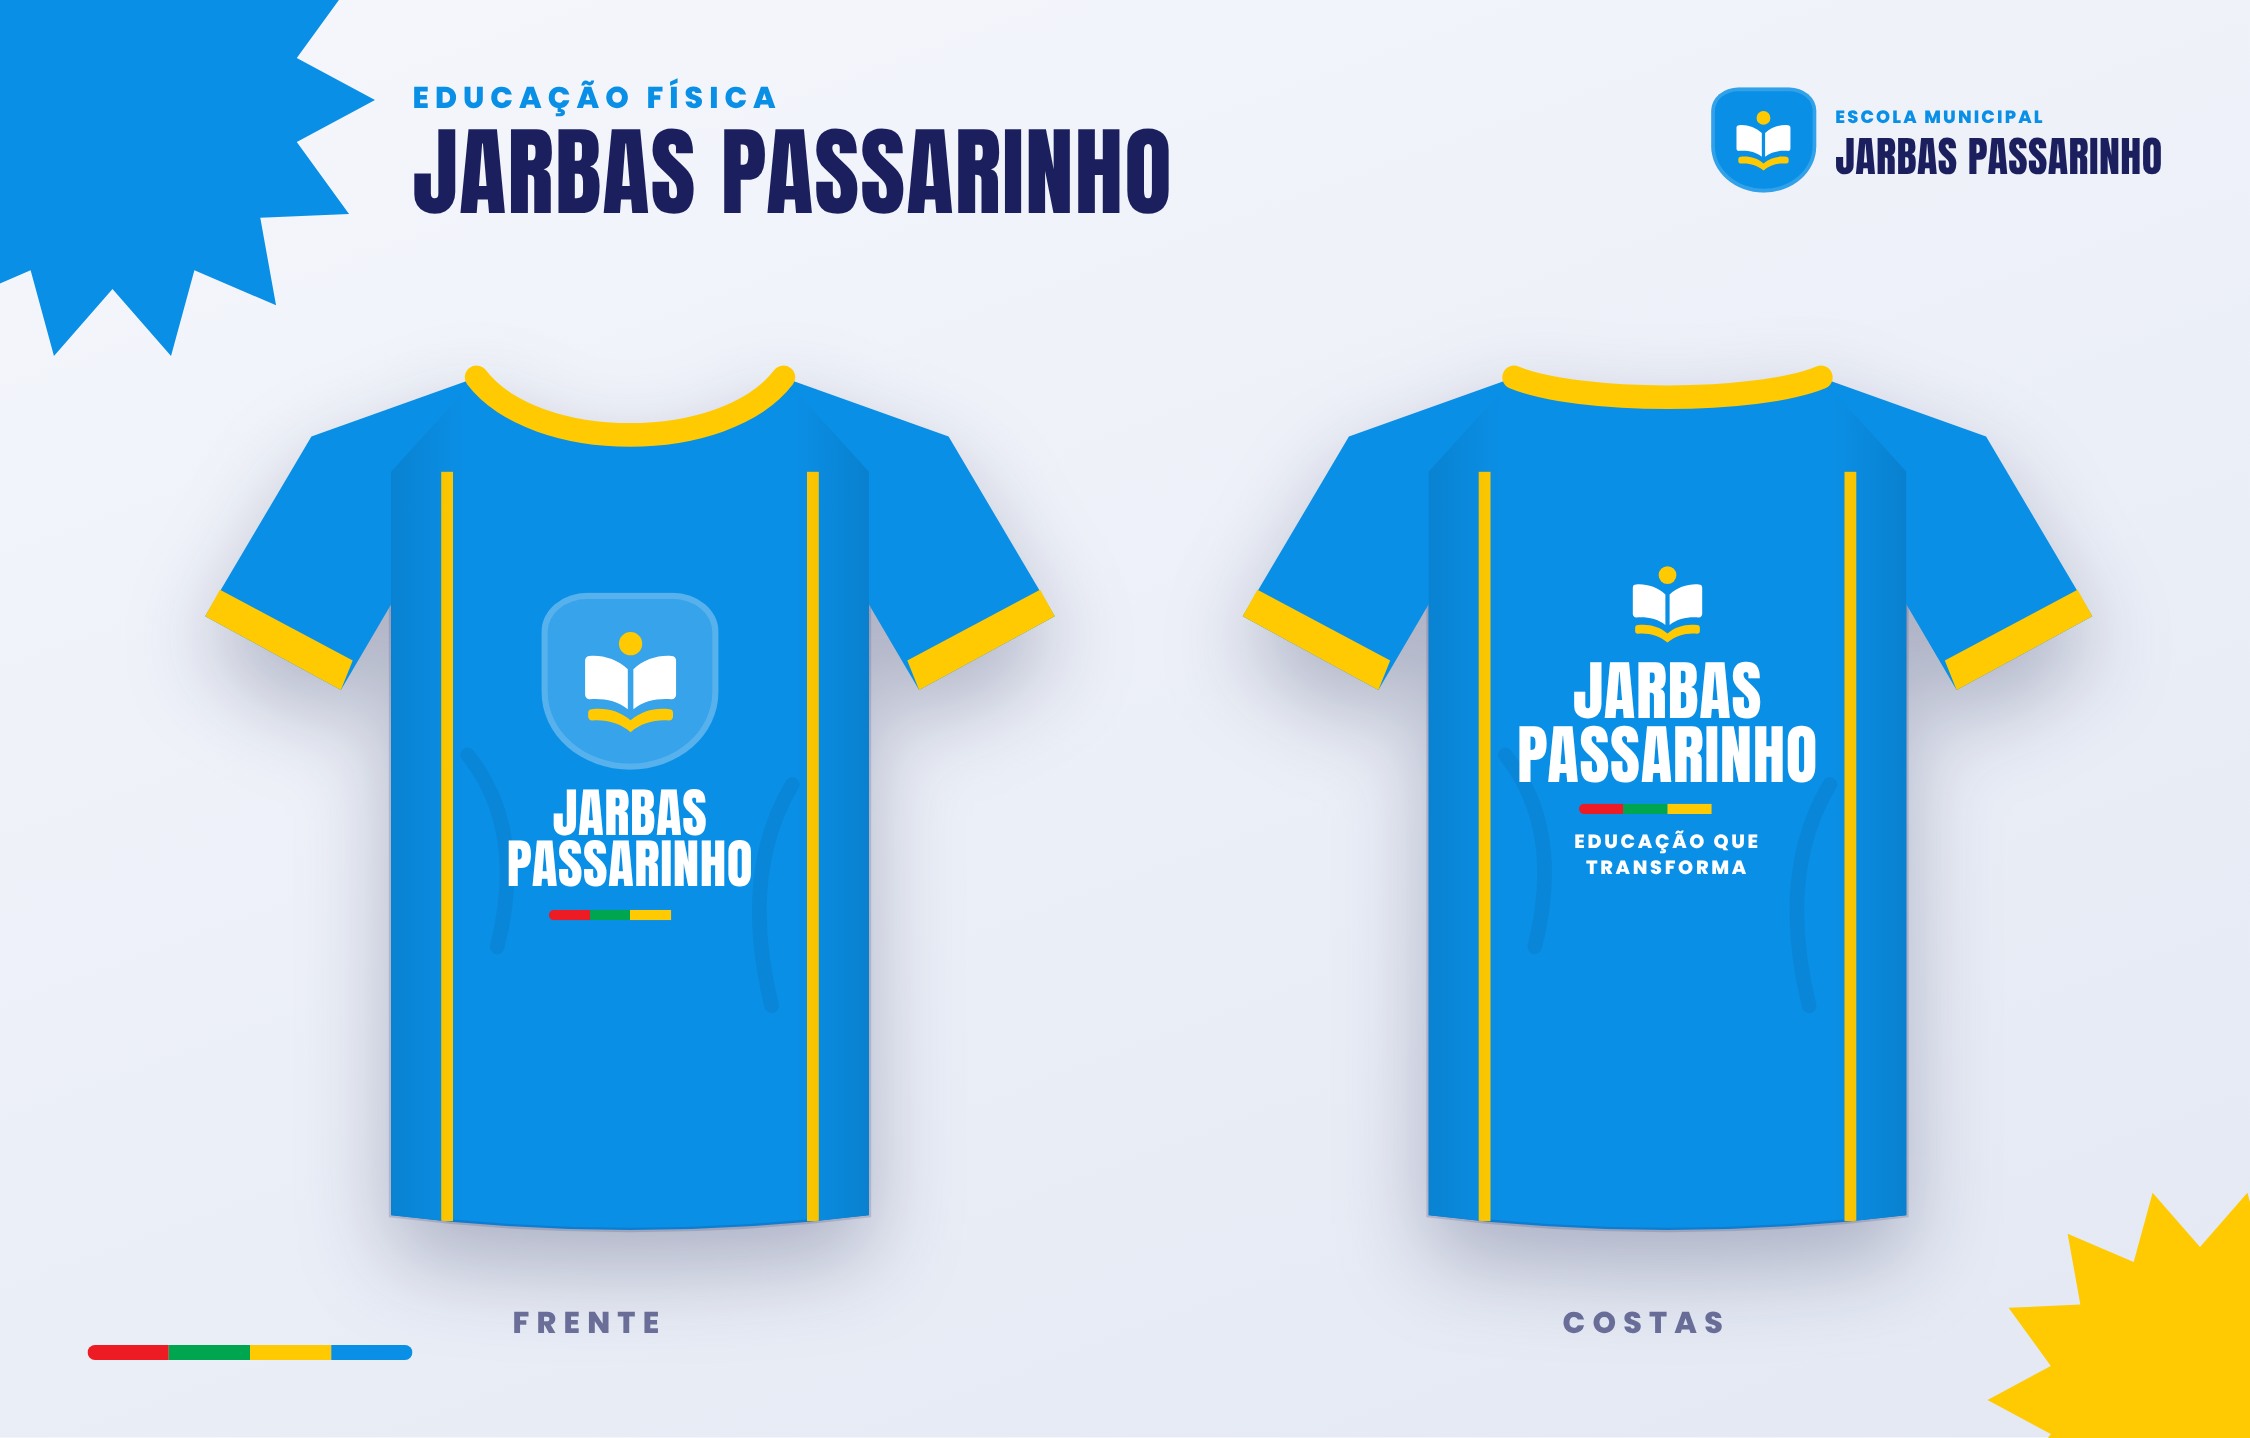 EDUCAÇÃO FÍSICA
JARBAS PASSARINHO
ESCOLA MUNICIPAL
JARBAS PASSARINHO
JARBAS
PASSARINHO
JARBAS
PASSARINHO
EDUCAÇÃO QUE
TRANSFORMA
FRENTE
COSTAS